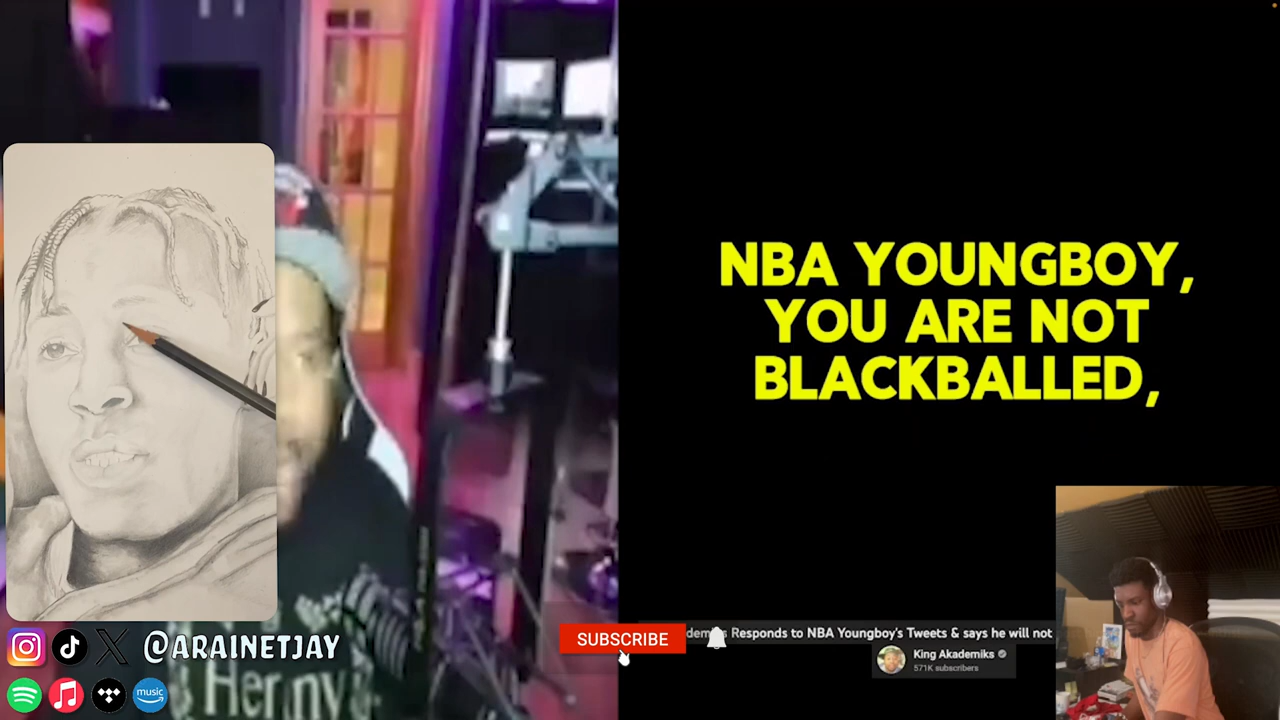 NBA YOUNGBOY,
YOU ARE NOT
BLACKBALLED,
@ARAINETJAY
SUBSCRIBE
Responds to NBA Youngboy's Tweets & says he will not
King Akademiks
571K subscribers
music
Henny